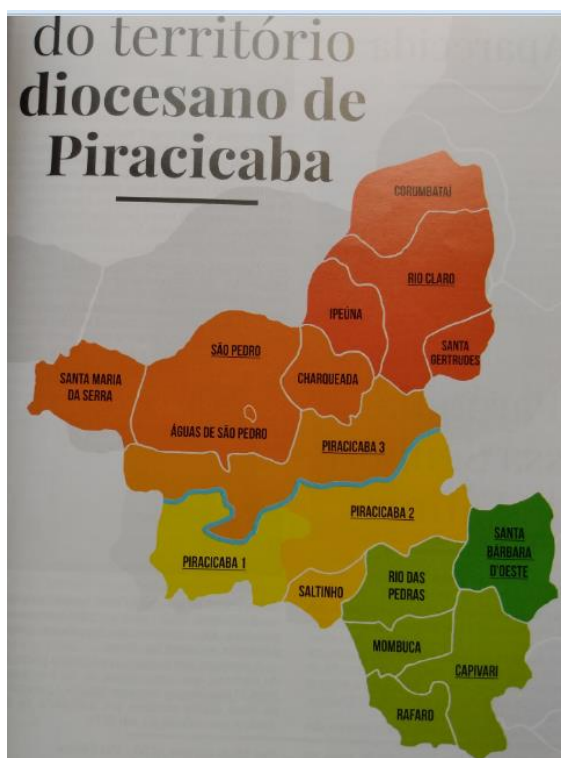 do território
diocesano de
Piracicaba
CORUMBATAÍ
RIO CLARO
IPEÚNA
SANTA
GERTRUDES
SÃO PEDRO
CHARQUEADA
SANTA MARIA
DA SERRA
ÁGUAS DE SÃO PEDRO
PIRACICABA 3
PIRACICABA 2
PIRACICABA 1
SANTA
BÁRBARA
D'OESTE
SALTINHO
RIO DAS
PEDRAS
MOMBUCA
CAPIVARI
RAFARD